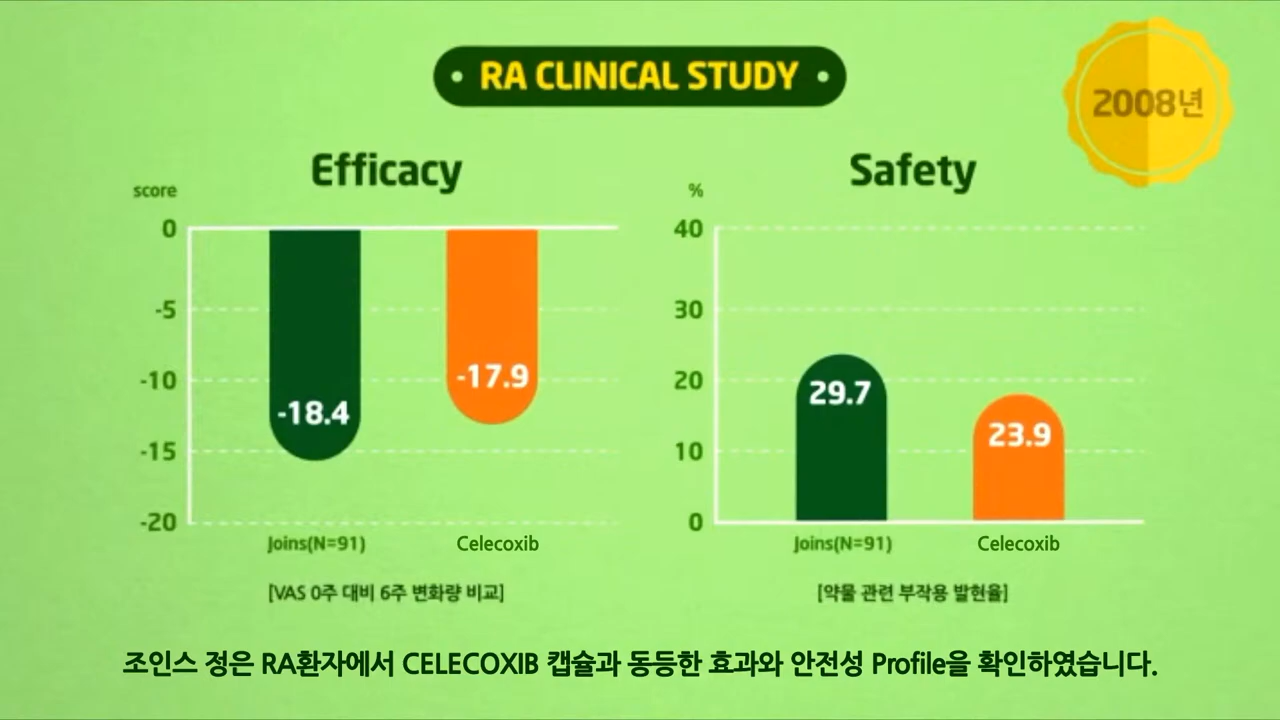 RA CLINICAL STUDY
2008년
Efficacy
score
0
-5
-10
-15
-20
-18.4
-17.9
Joins(N=91)
Celecoxib
[VAS 0주 대비 6주 변화량 비교]
Safety
%
40
30
20
10
0
29.7
23.9
Joins(N=91)
Celecoxib
[약물 관련 부작용 발현율]
조인스 정은 RA환자에서 CELECOXIB 캡슐과 동등한 효과와 안전성 Profile을 확인하였습니다.